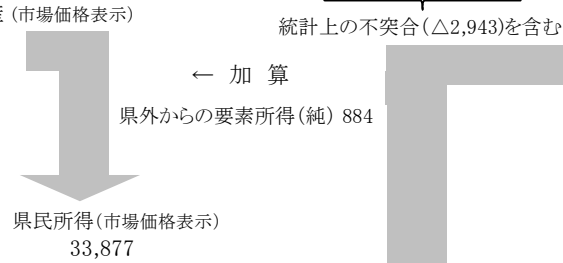 (市場価格表示)
統計上の不突合(△2,943)を含む
← 加 算
県外からの要素所得(純) 884
県民所得(市場価格表示)
33,877